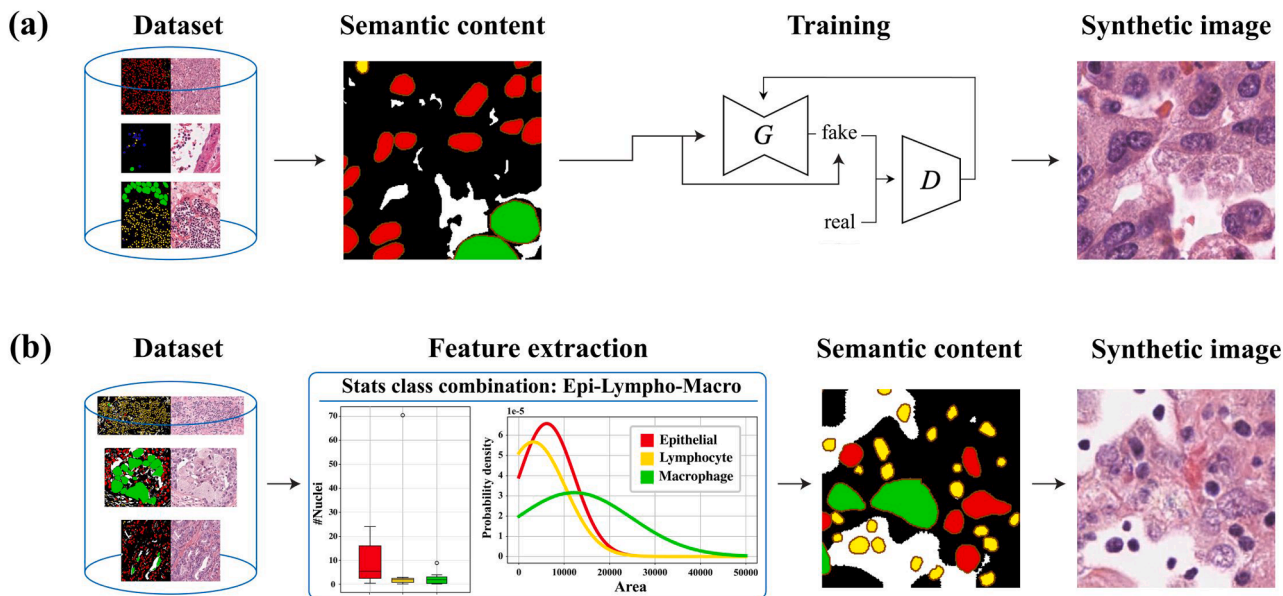 (a)
Dataset
Semantic content
Training
Synthetic image
G
fake
real
D
(b)
Dataset
Feature extraction
Semantic content
Synthetic image
Stats class combination: Epi-Lympho-Macro
#Nuclei
70
60
50
40
30
20
10
0
1e-5
Probability density
6
5
4
3
2
1
0
Epithelial
Lymphocyte
Macrophage
0 10000 20000 30000 40000 50000
Area